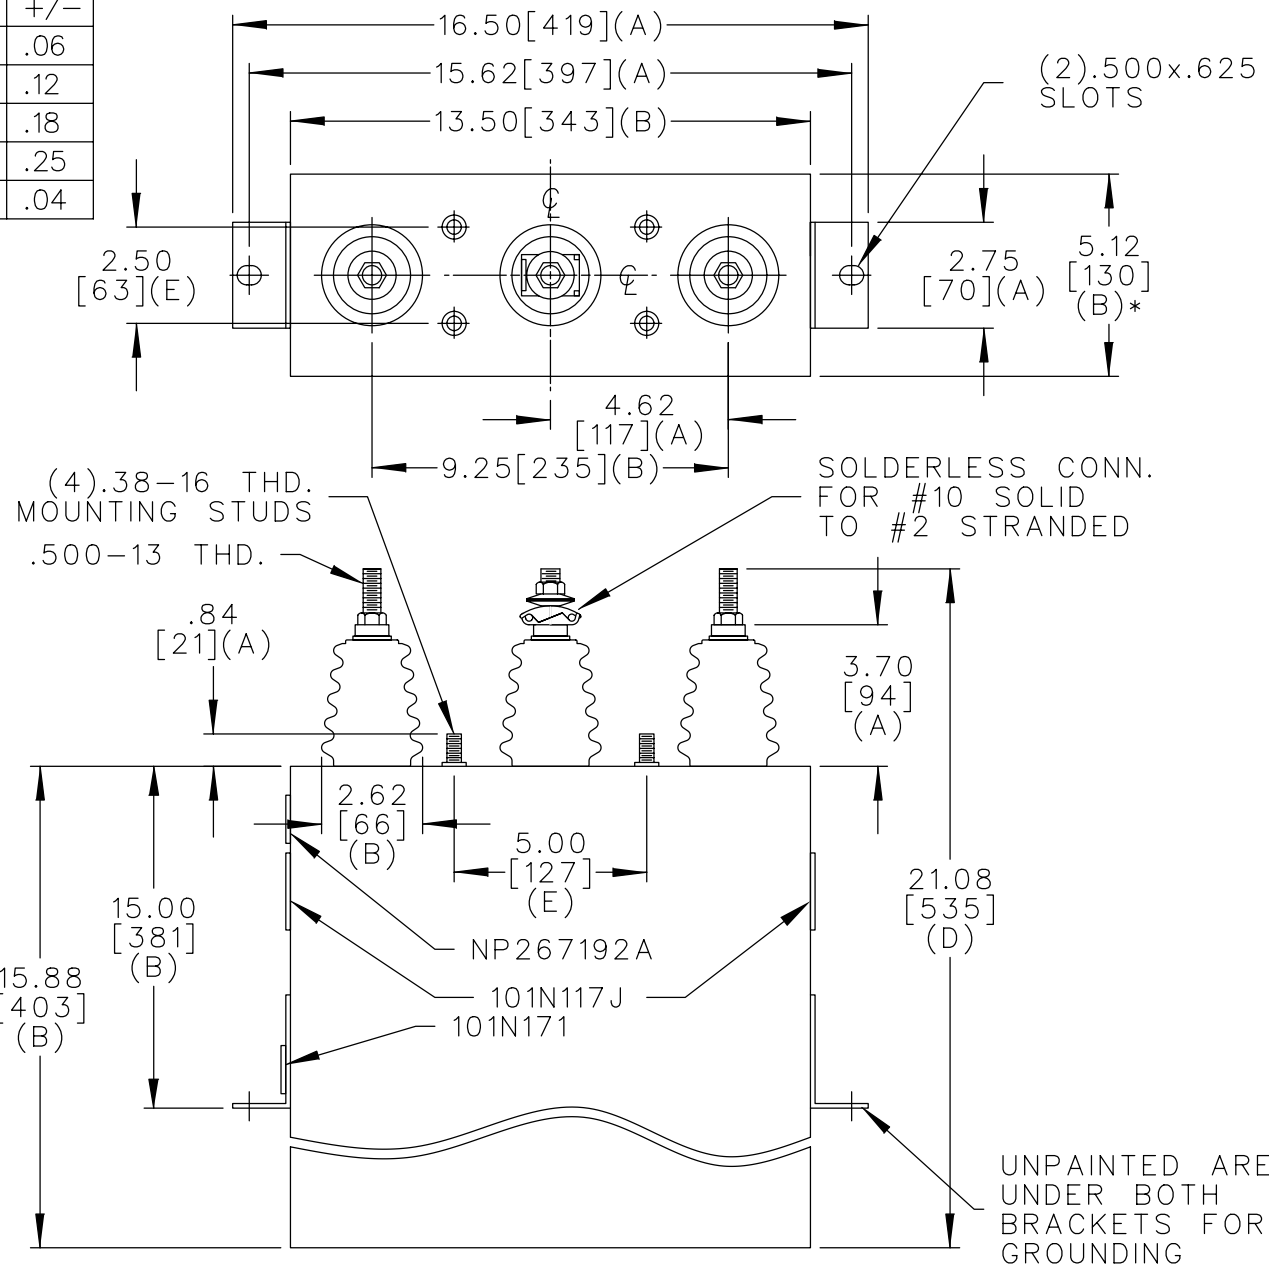 +/-
.06
.12
.18
.25
.04
16.50[419](A)
15.62[397](A)
13.50[343](B)
(2).500x.625
SLOTS
℄
℄
2.50
[63](E)
2.75
[70](A)
5.12
[130]
(B)*
4.62
[117](A)
9.25[235](B)
(4).38-16 THD.
MOUNTING STUDS
.500-13 THD.
SOLDERLESS CONN.
FOR #10 SOLID
TO #2 STRANDED
.84
[21](A)
3.70
[94]
(A)
2.62
[66]
(B)
5.00
[127]
(E)
15.00
[381]
(B)
21.08
[535]
(D)
NP267192A
15.88
[403]
(B)
101N117J
101N171
UNPAINTED ARE
UNDER BOTH
BRACKETS FOR
GROUNDING